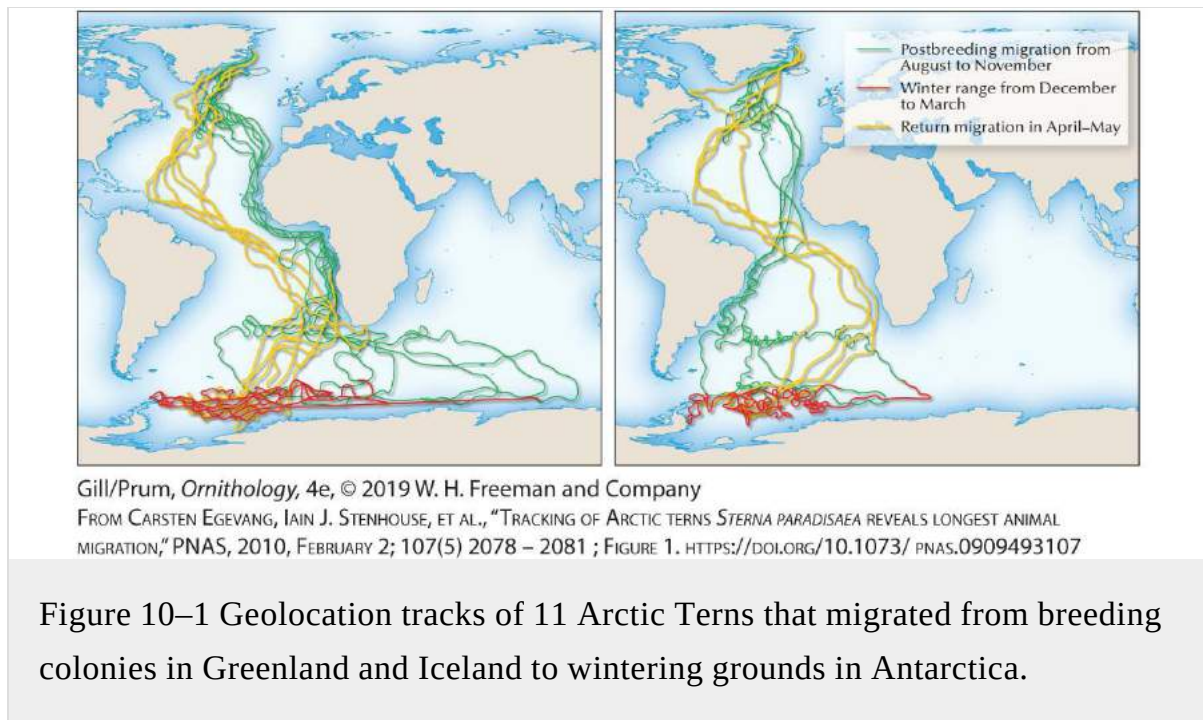 Postbreeding migration from
August to November
Winter range from December
to March
Return migration in April–May
Gill/Prum, Ornithology, 4e, © 2019 W. H. Freeman and Company
FROM CARSTEN EGEVANG, IAIN J. STENHOUSE, ET AL., “TRACKING OF ARCTIC TERNS STERNA PARADISAEA REVEALS LONGEST ANIMAL
MIGRATION,” PNAS, 2010, FEBRUARY 2; 107(5) 2078 – 2081 ; FIGURE 1. HTTPS://DOI.ORG/10.1073/ PNAS.0909493107
Figure 10–1 Geolocation tracks of 11 Arctic Terns that migrated from breeding
colonies in Greenland and Iceland to wintering grounds in Antarctica.